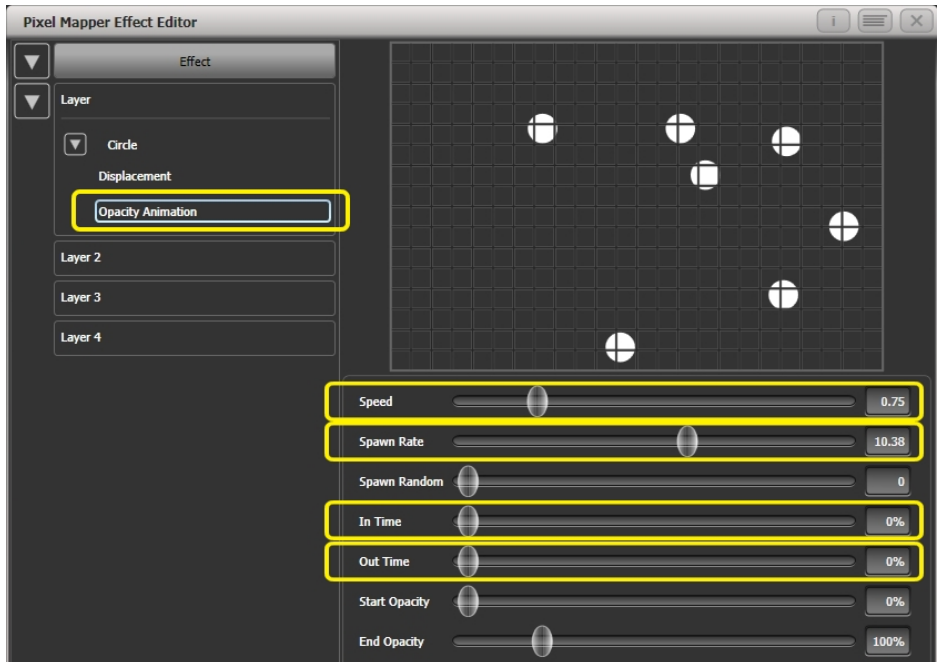 Pixel Mapper Effect Editor
i
Effect
Layer
Circle
Displacement
Opacity Animation
Layer 2
Layer 3
Layer 4
Speed 0.75
Spawn Rate 10.38
Spawn Random 0
In Time 0%
Out Time 0%
Start Opacity 0%
End Opacity 100%